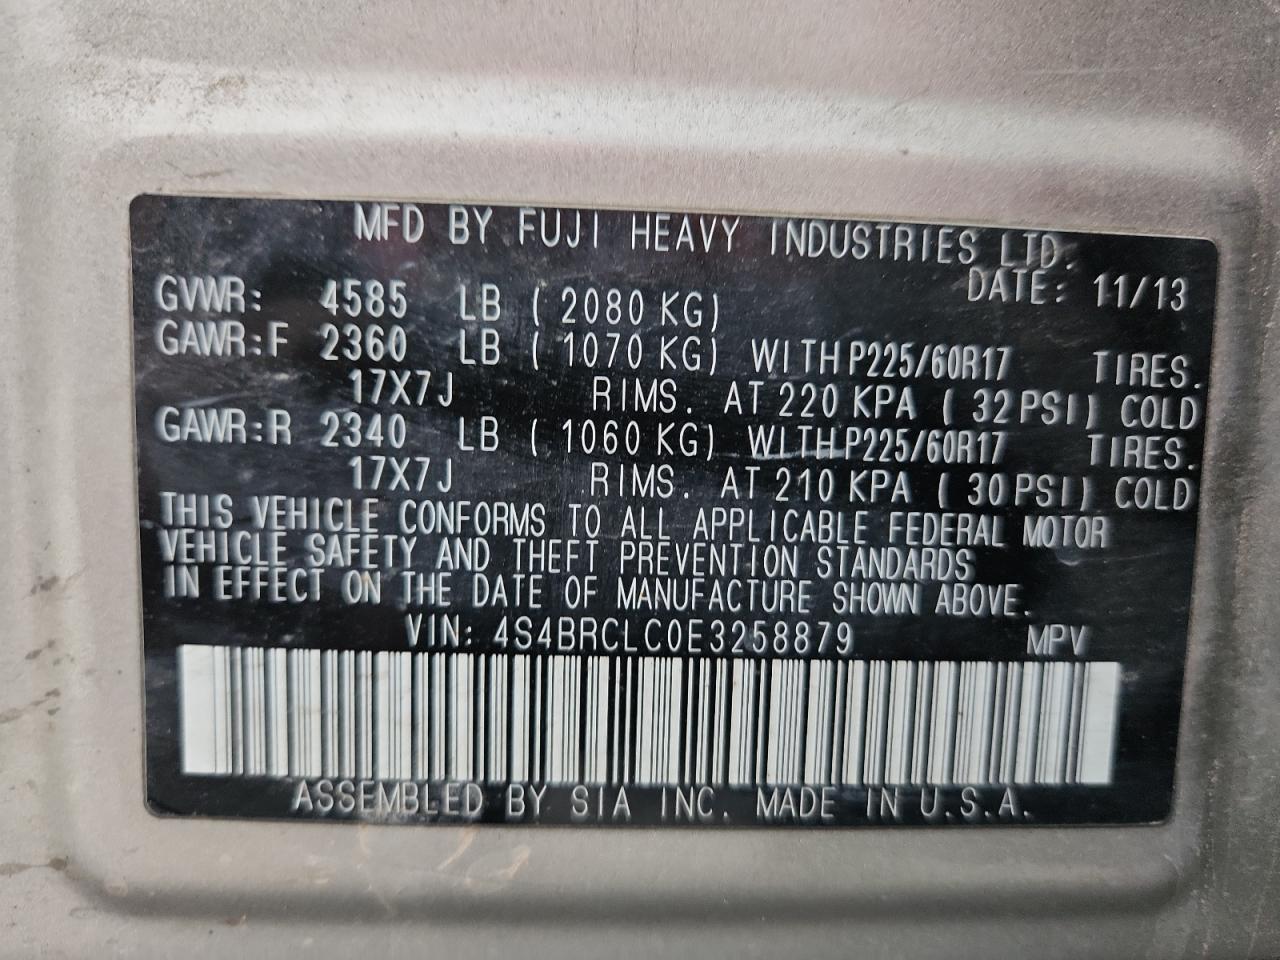 MFD BY FUJI HEAVY INDUSTRIES LTD.
DATE: 11/13
GVWR: 4585 LB ( 2080 KG)
GAWR:F 2360 LB ( 1070 KG) WITH P225/60R17 TIRES.
17X7J RIMS. AT 220 KPA ( 32 PSI) COLD
GAWR:R 2340 LB ( 1060 KG) WITH P225/60R17 TIRES.
17X7J RIMS. AT 210 KPA ( 30 PSI) COLD
THIS VEHICLE CONFORMS TO ALL APPLICABLE FEDERAL MOTOR
VEHICLE SAFETY AND THEFT PREVENTION STANDARDS
IN EFFECT ON THE DATE OF MANUFACTURE SHOWN ABOVE.
VIN: 4S4BRCLC0E3258879 MPV
ASSEMBLED BY SIA INC. MADE IN U.S.A.